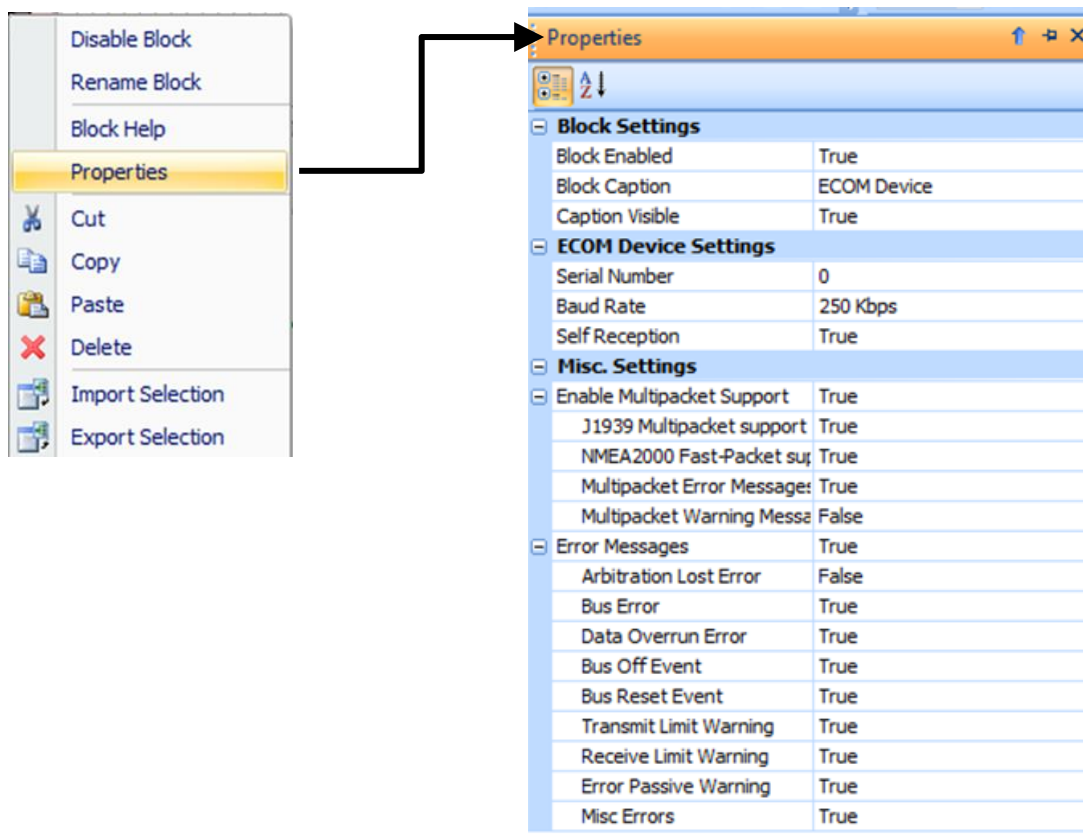 Disable Block
Rename Block
Block Help
Properties
Cut
Copy
Paste
Delete
Import Selection
Export Selection
Properties
A
Z
Block Settings
Block Enabled True
Block Caption ECOM Device
Caption Visible True
ECOM Device Settings
Serial Number 0
Baud Rate 250 Kbps
Self Reception True
Misc. Settings
Enable Multipacket Support True
J1939 Multipacket support True
NMEA2000 Fast-Packet sup True
Multipacket Error Messages True
Multipacket Warning Messa False
Error Messages True
Arbitration Lost Error False
Bus Error True
Data Overrun Error True
Bus Off Event True
Bus Reset Event True
Transmit Limit Warning True
Receive Limit Warning True
Error Passive Warning True
Misc Errors True